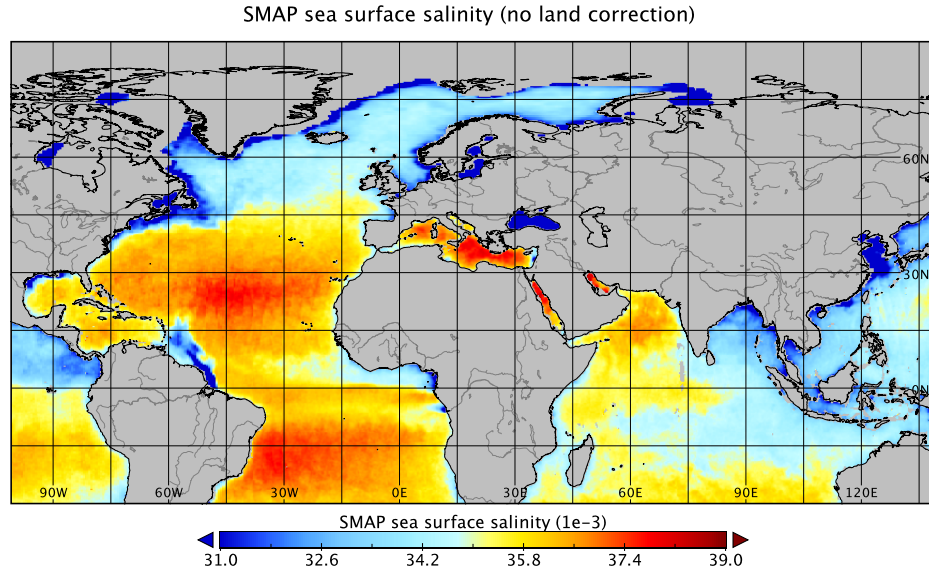 SMAP sea surface salinity (no land correction)
60N
30N
0N
90W 60W 30W 0E 30E 60E 90E 120E
SMAP sea surface salinity (1e-3)
31.0 32.6 34.2 35.8 37.4 39.0